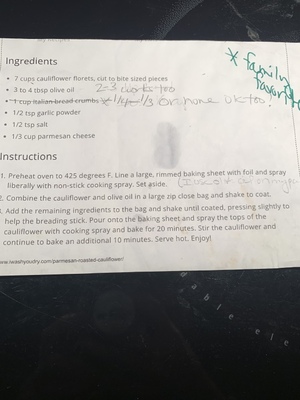 Ingredients
* family
favorite
• 7 cups cauliflower florets, cut to bite sized pieces
• 3 to 4 tbsp olive oil 2-3 works too
• 1 cup Italian bread crumbs 1/4 - 1/3 or none ok too!
• 1/2 tsp garlic powder
• 1/2 tsp salt
• 1/3 cup parmesan cheese
Instructions
1. Preheat oven to 425 degrees F. Line a large, rimmed baking sheet with foil and spray
liberally with non-stick cooking spray. Set aside.
2. Combine the cauliflower and olive oil in a large zip close bag and shake to coat.
3. Add the remaining ingredients to the bag and shake until coated, pressing slightly to
help the breading stick. Pour onto the baking sheet and spray the tops of the
cauliflower with cooking spray and bake for 20 minutes. Stir the cauliflower and
continue to bake an additional 10 minutes. Serve hot. Enjoy!
www.iwashyoudry.com/parmesan-roasted-cauliflower/